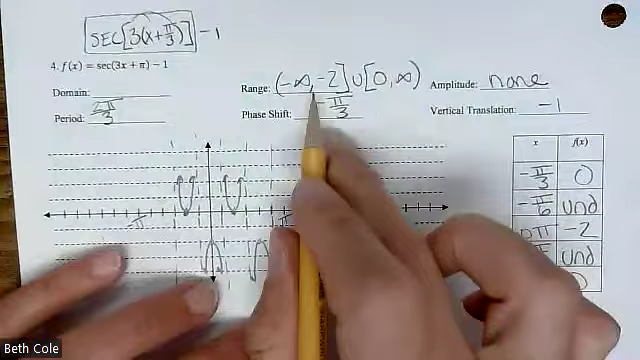 SEC[3(x+π/3)] - 1
4. f(x) = sec(3x + π) − 1
Domain:
Range: (-∞,-2]∪[0,∞)
Amplitude: none
Period: 2π/3
Phase Shift: -π/3
Vertical Translation: -1
x f(x)
-π/3 0
-π/6 und
0π -2
und
-π
Beth Cole